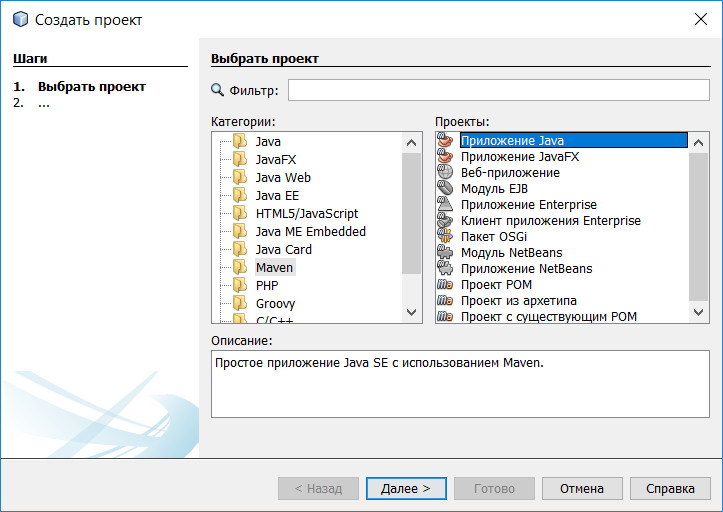 Создать проект
Шаги
1. Выбрать проект
2. ...
Выбрать проект
Фильтр:
Категории:
Java
JavaFX
Java Web
Java EE
HTML5/JavaScript
Java ME Embedded
Java Card
Maven
PHP
Groovy
C/C++
Проекты:
Приложение Java
Приложение JavaFX
Веб-приложение
Модуль EJB
Приложение Enterprise
Клиент приложения Enterprise
Пакет OSGi
Модуль NetBeans
Приложение NetBeans
Проект POM
Проект из архетипа
Проект с существующим POM
Описание:
Простое приложение Java SE с использованием Maven.
< Назад
Далее >
Готово
Отмена
Справка